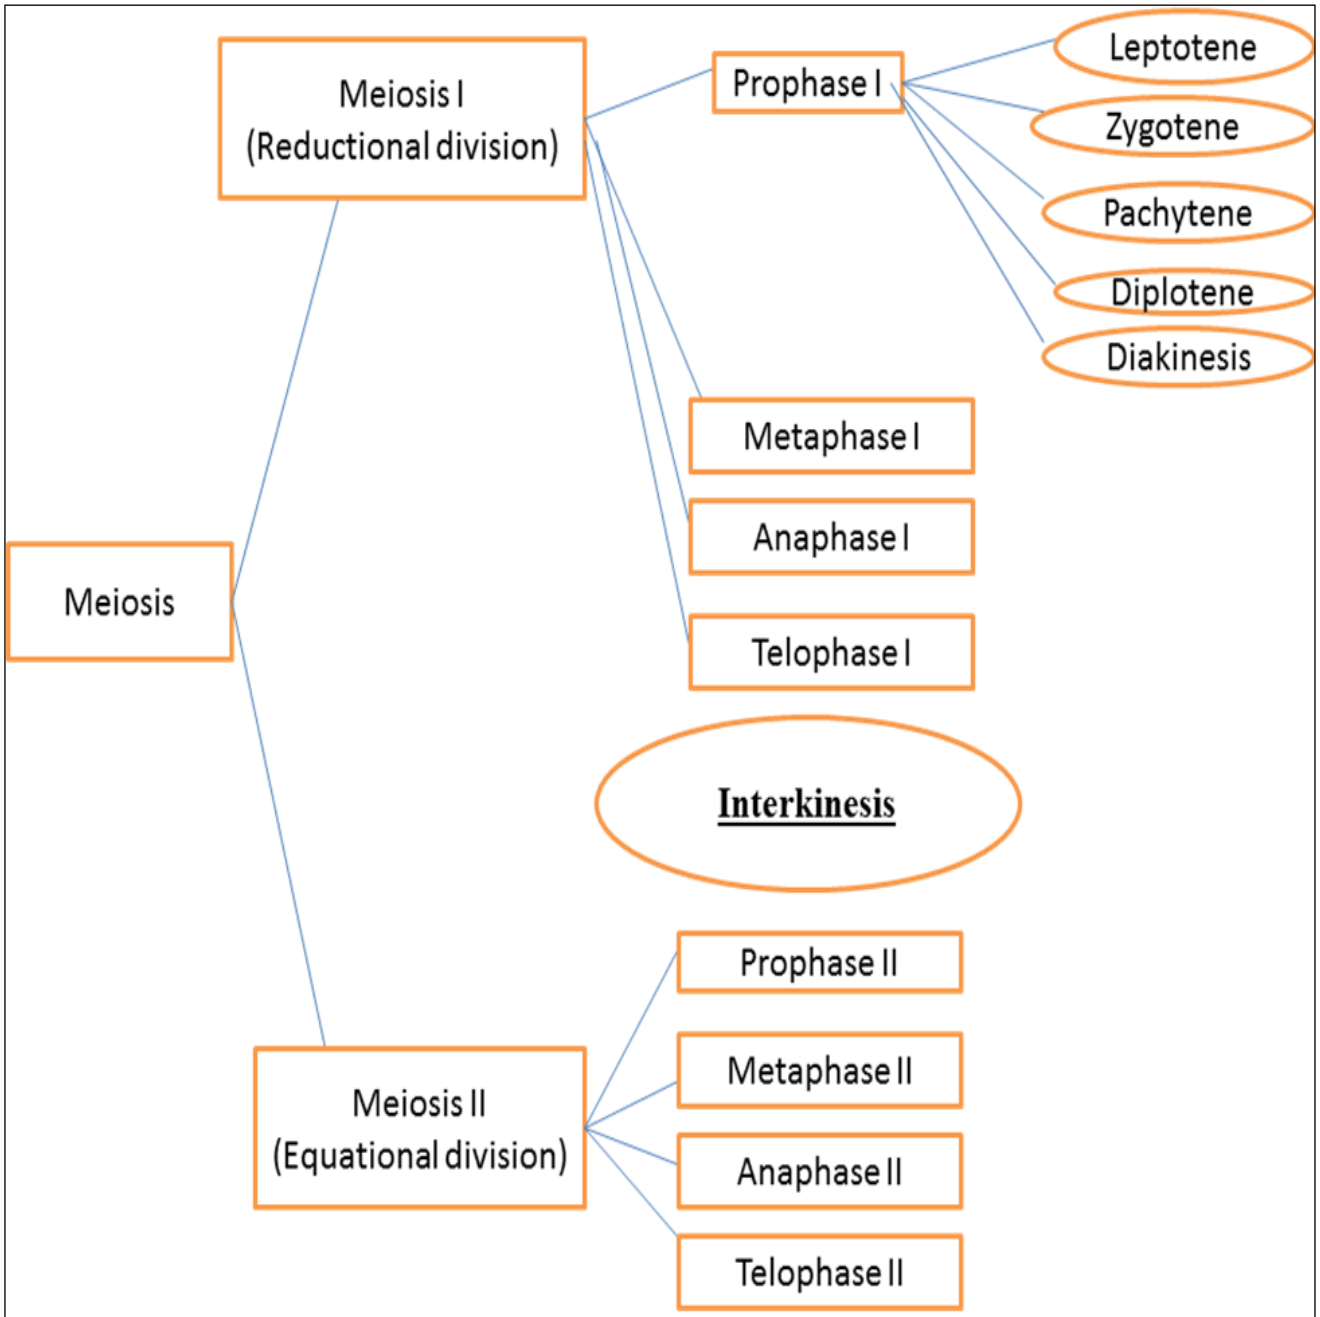 Meiosis
Meiosis I
(Reductional division)
Prophase I
Leptotene
Zygotene
Pachytene
Diplotene
Diakinesis
Metaphase I
Anaphase I
Telophase I
Interkinesis
Meiosis II
(Equational division)
Prophase II
Metaphase II
Anaphase II
Telophase II